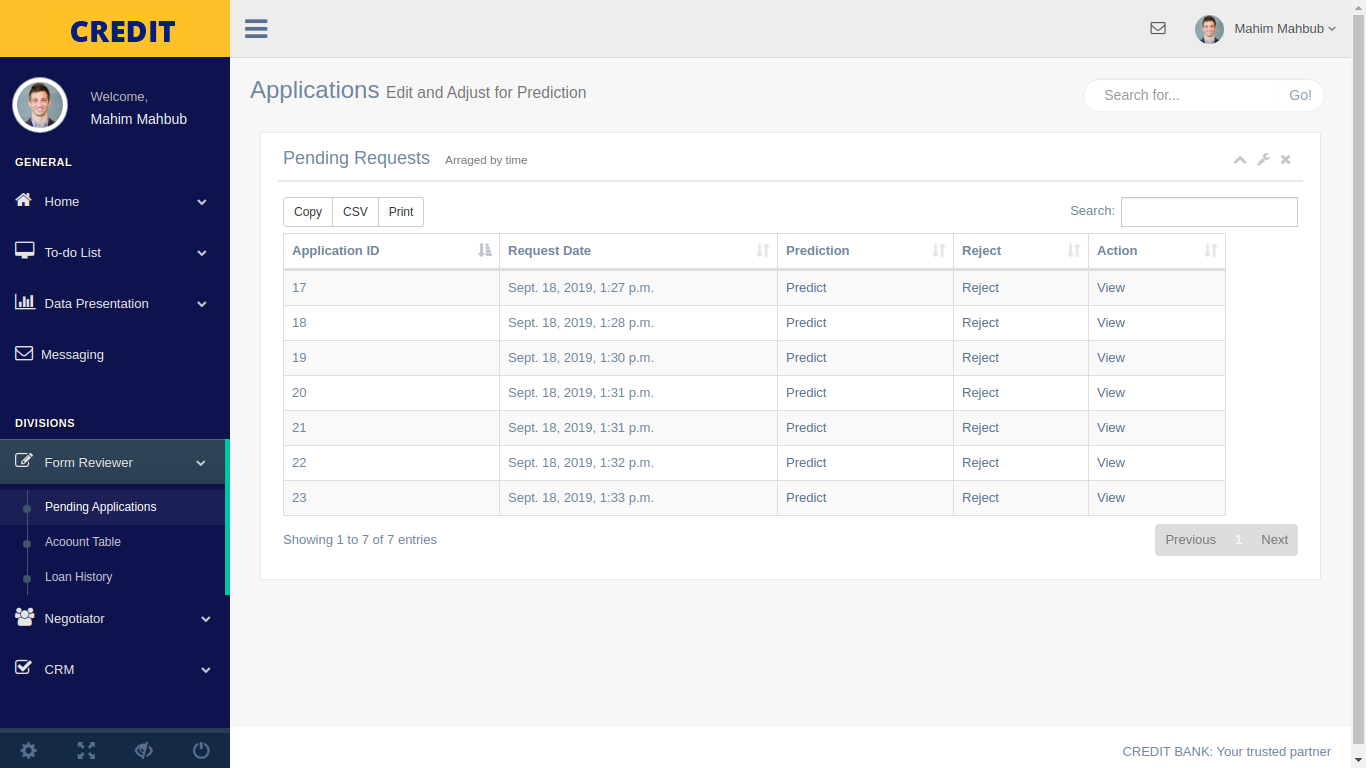 CREDIT
Mahim Mahbub
Welcome,
Mahim Mahbub
GENERAL
Home
To-do List
Data Presentation
Messaging
DIVISIONS
Form Reviewer
Pending Applications
Acoount Table
Loan History
Negotiator
CRM
Applications Edit and Adjust for Prediction
Search for... Go!
Pending Requests Arraged by time
Copy CSV Print
Search:
Application ID Request Date Prediction Reject Action
17 Sept. 18, 2019, 1:27 p.m. Predict Reject View
18 Sept. 18, 2019, 1:28 p.m. Predict Reject View
19 Sept. 18, 2019, 1:30 p.m. Predict Reject View
20 Sept. 18, 2019, 1:31 p.m. Predict Reject View
21 Sept. 18, 2019, 1:31 p.m. Predict Reject View
22 Sept. 18, 2019, 1:32 p.m. Predict Reject View
23 Sept. 18, 2019, 1:33 p.m. Predict Reject View
Showing 1 to 7 of 7 entries
Previous 1 Next
CREDIT BANK: Your trusted partner